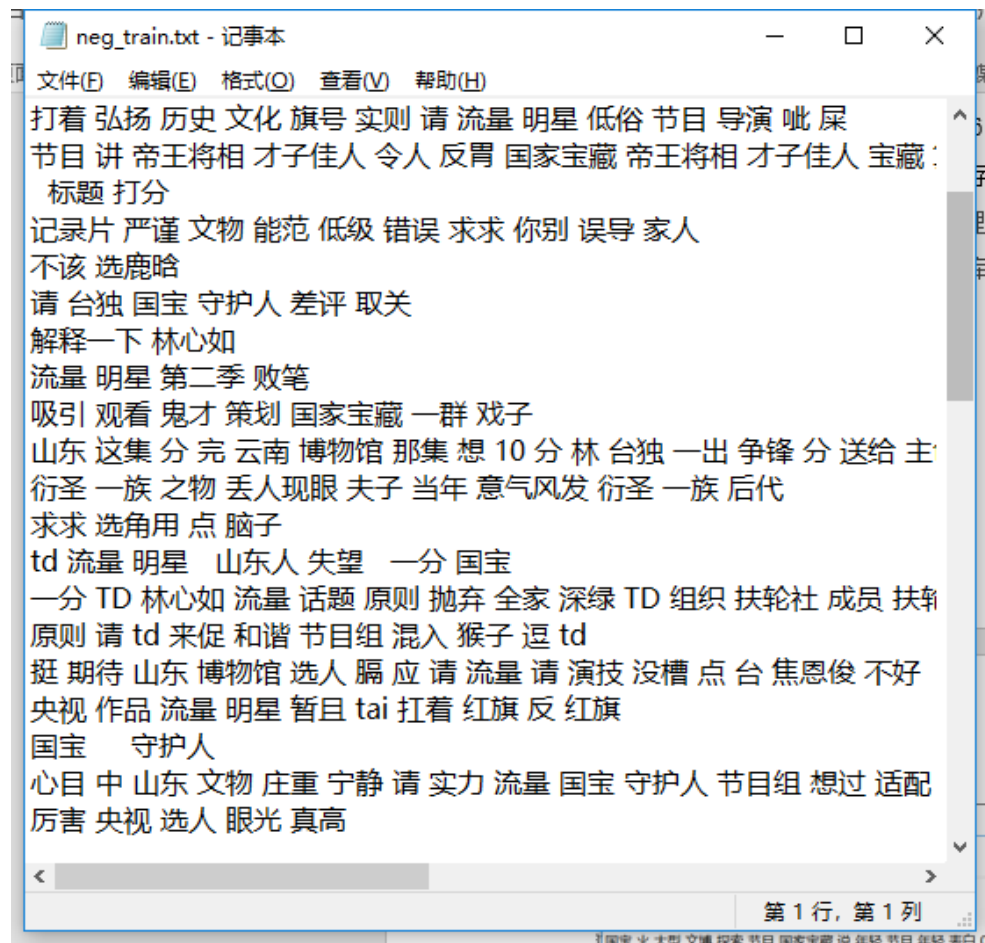 neg_train.txt - 记事本
文件(F) 编辑(E) 格式(O) 查看(V) 帮助(H)
打着 弘扬 历史 文化 旗号 实则 请 流量 明星 低俗 节目 导演 呲 屎
节目 讲 帝王将相 才子佳人 令人 反胃 国家宝藏 帝王将相 才子佳人 宝藏
标题 打分
记录片 严谨 文物 能范 低级 错误 求求 你别 误导 家人
不该 选鹿晗
请 台独 国宝 守护人 差评 取关
解释一下 林心如
流量 明星 第二季 败笔
吸引 观看 鬼才 策划 国家宝藏 一群 戏子
山东 这集 分 完 云南 博物馆 那集 想 10 分 林 台独 一出 争锋 分 送给 主
衍圣 一族 之物 丢人现眼 夫子 当年 意气风发 衍圣 一族 后代
求求 选角用 点 脑子
td 流量 明星 山东人 失望 一分 国宝
一分 TD 林心如 流量 话题 原则 抛弃 全家 深绿 TD 组织 扶轮社 成员 扶轮
原则 请 td 来促 和谐 节目组 混入 猴子 逗 td
挺 期待 山东 博物馆 选人 膈 应 请 流量 请 演技 没槽 点 台 焦恩俊 不好
央视 作品 流量 明星 暂且 tai 扛着 红旗 反 红旗
国宝 守护人
心目 中 山东 文物 庄重 宁静 请 实力 流量 国宝 守护人 节目组 想过 适配
厉害 央视 选人 眼光 真高
第 1 行, 第 1 列